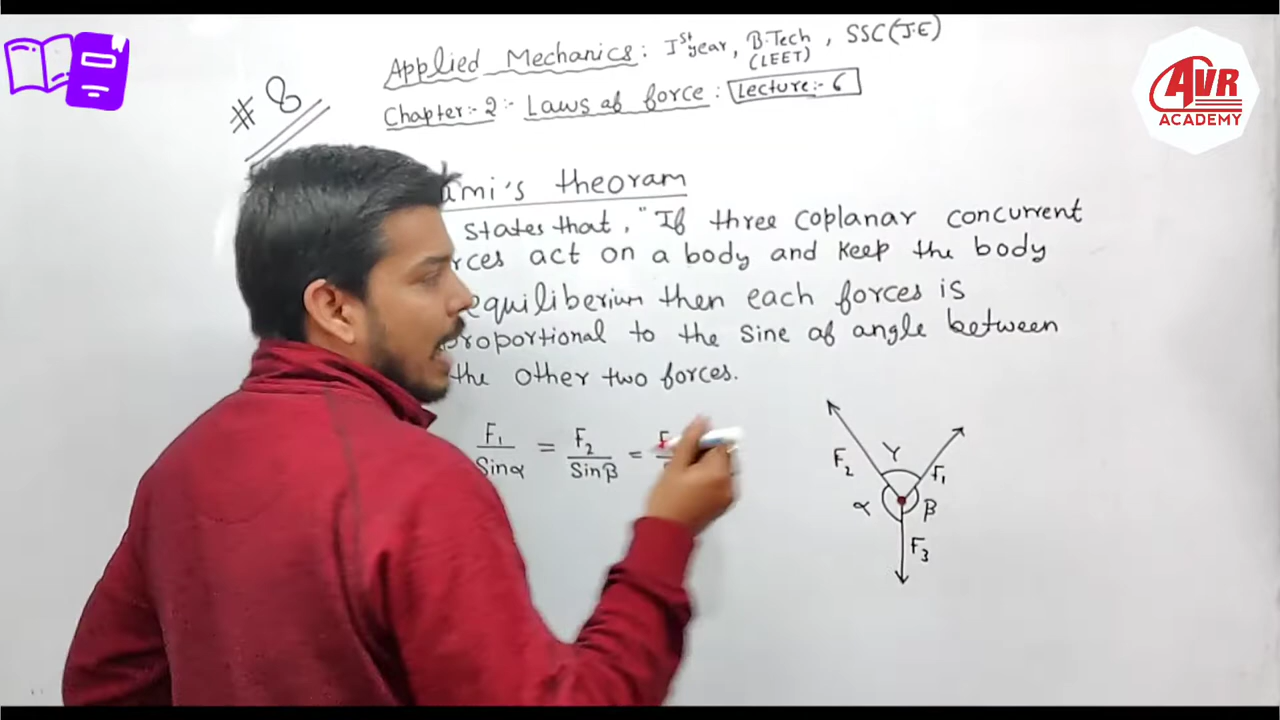 Applied Mechanics: Ist year, B.Tech, SSC (J.E)
(LEET)
# 8
Chapter:- 2:- Laws of force: Lecture:- 6
AVR
ACADEMY
ami's theoram
states that, "If three coplanar concurrent
rces act on a body and keep the body
equiliberium then each forces is
proportional to the sine of angle between
the other two forces.
F1/Sinα = F2/Sinβ = F
F2 γ F1
α β
F3